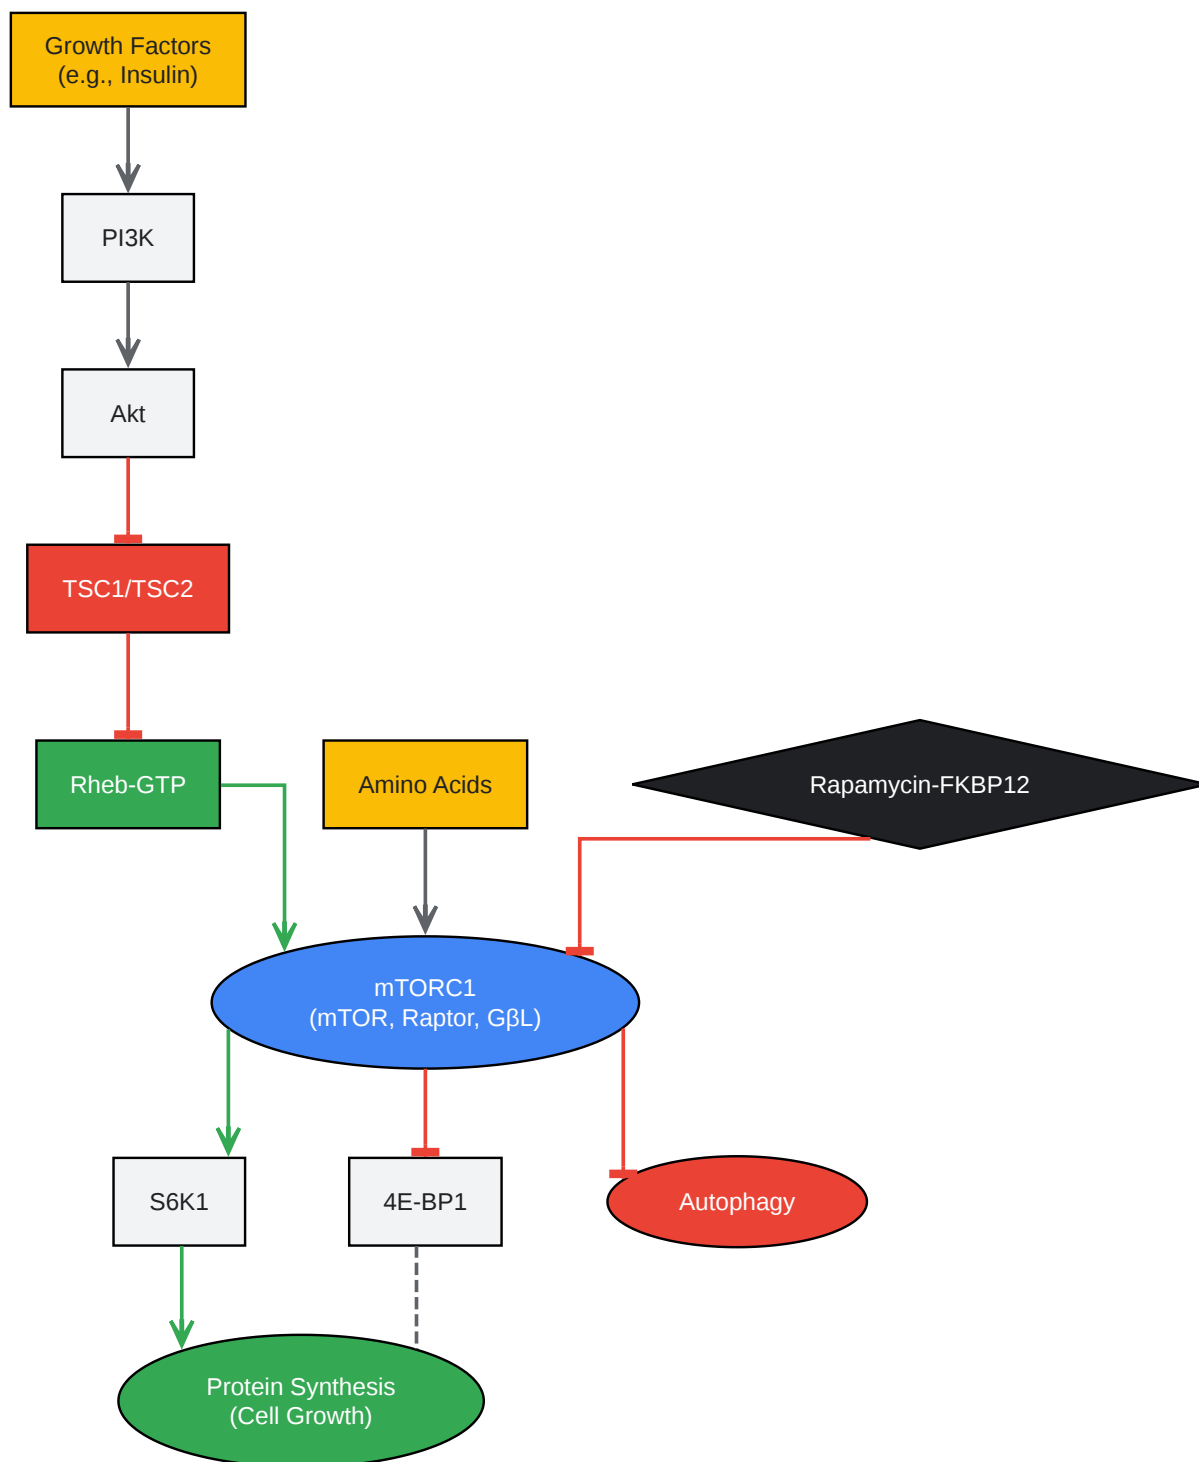 Growth Factors
(e.g., Insulin)
PI3K
Akt
TSC1/TSC2
Rheb-GTP
Amino Acids
Rapamycin-FKBP12
mTORC1
(mTOR, Raptor, GβL)
S6K1
4E-BP1
Autophagy
Protein Synthesis
(Cell Growth)